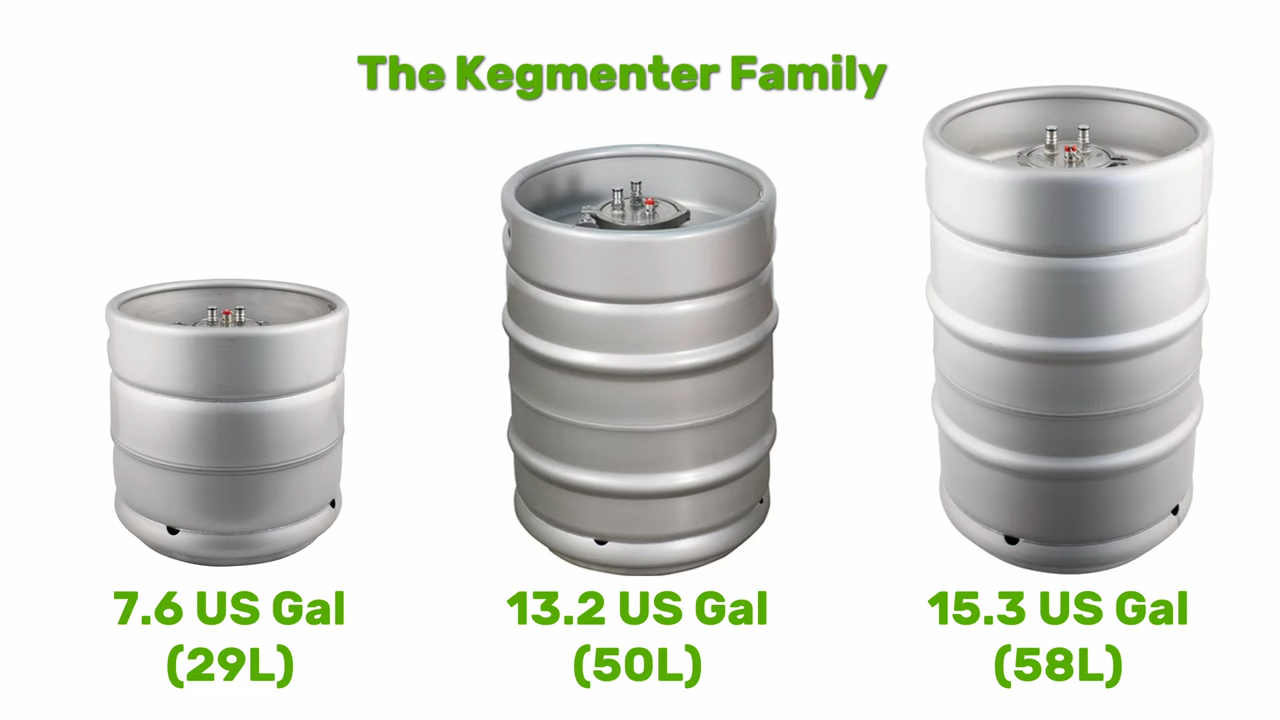 The Kegmenter Family
7.6 US Gal
(29L)
13.2 US Gal
(50L)
15.3 US Gal
(58L)